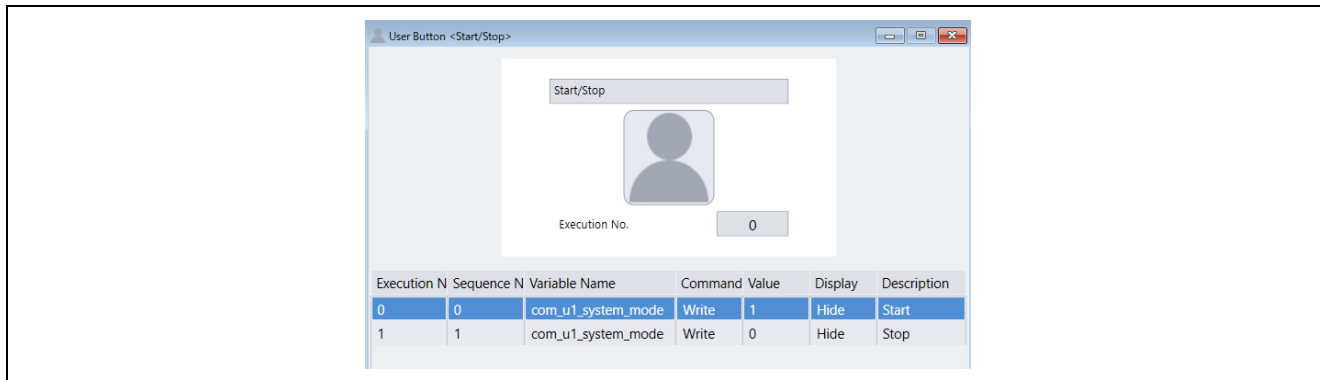 User Button <Start/Stop>
Start/Stop
Execution No. 0
Execution N Sequence N Variable Name Command Value Display Description
0 0 com_u1_system_mode Write 1 Hide Start
1 1 com_u1_system_mode Write 0 Hide Stop